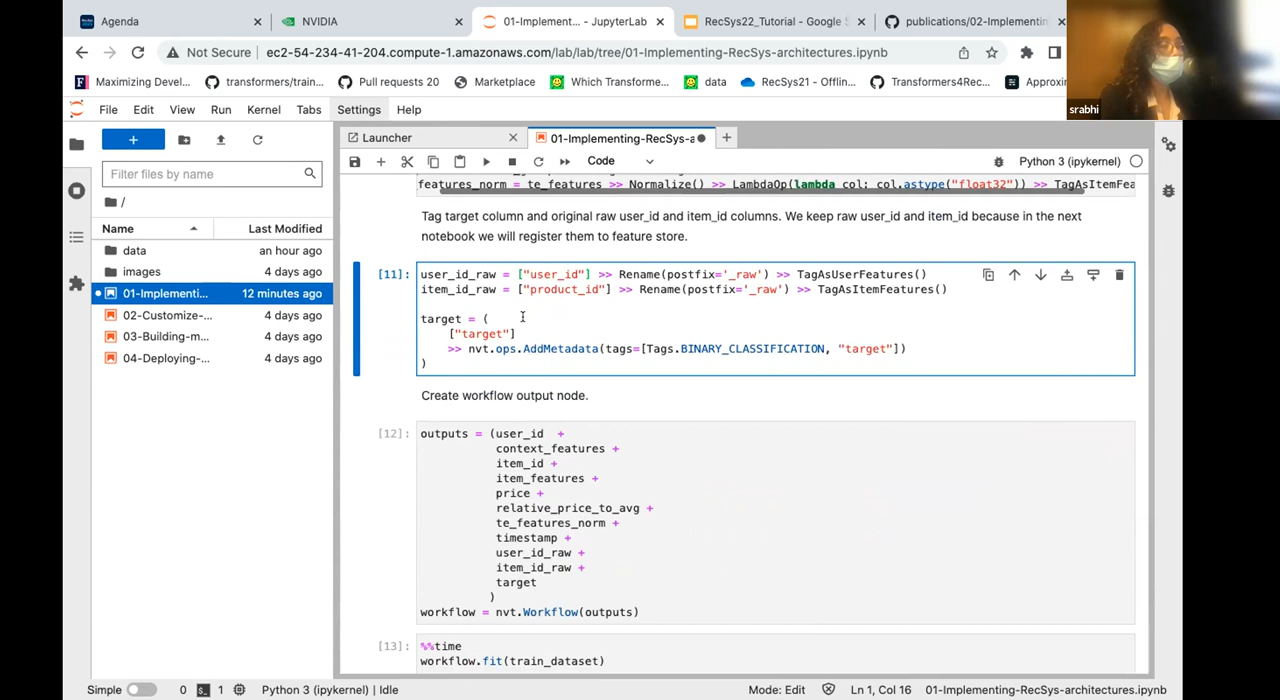 Agenda
NVIDIA
01-Implement... - JupyterLab
RecSys22_Tutorial - Google S
publications/02-Implementin
Not Secure | ec2-54-234-41-204.compute-1.amazonaws.com/lab/lab/tree/01-Implementing-RecSys-architectures.ipynb
Maximizing Devel...
transformers/train...
Pull requests 20
Marketplace
Which Transforme...
data
RecSys21 - Offlin...
Transformers4Rec...
Approxin
srabhi
File Edit View Run Kernel Tabs Settings Help
Launcher
01-Implementing-RecSys-a
Filter files by name
Code
Python 3 (ipykernel)
/
Name Last Modified
data an hour ago
images 4 days ago
01-Implementi... 12 minutes ago
02-Customize-... 4 days ago
03-Building-m... 4 days ago
04-Deploying-... 4 days ago
features_norm = te_features >> Normalize() >> LambdaOp(lambda col: col.astype("float32")) >> TagAsItemFea
Tag target column and original raw user_id and item_id columns. We keep raw user_id and item_id because in the next
notebook we will register them to feature store.
[11]: user_id_raw = ["user_id"] >> Rename(postfix='_raw') >> TagAsUserFeatures()
item_id_raw = ["product_id"] >> Rename(postfix='_raw') >> TagAsItemFeatures()
target = (
["target"]
>> nvt.ops.AddMetadata(tags=[Tags.BINARY_CLASSIFICATION, "target"])
)
Create workflow output node.
[12]: outputs = (user_id +
context_features +
item_id +
item_features +
price +
relative_price_to_avg +
te_features_norm +
timestamp +
user_id_raw +
item_id_raw +
target
)
workflow = nvt.Workflow(outputs)
[13]: %%time
workflow.fit(train_dataset)
Simple 0 1 Python 3 (ipykernel) | Idle
Mode: Edit Ln 1, Col 16 01-Implementing-RecSys-architectures.ipynb